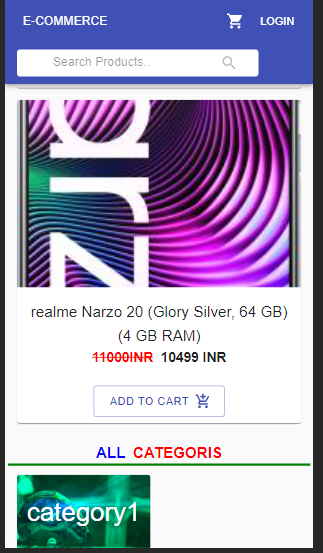 E-COMMERCE
LOGIN
Search Products..
arz
realme Narzo 20 (Glory Silver, 64 GB)
(4 GB RAM)
11000INR 10499 INR
ADD TO CART
ALL CATEGORIS
category1